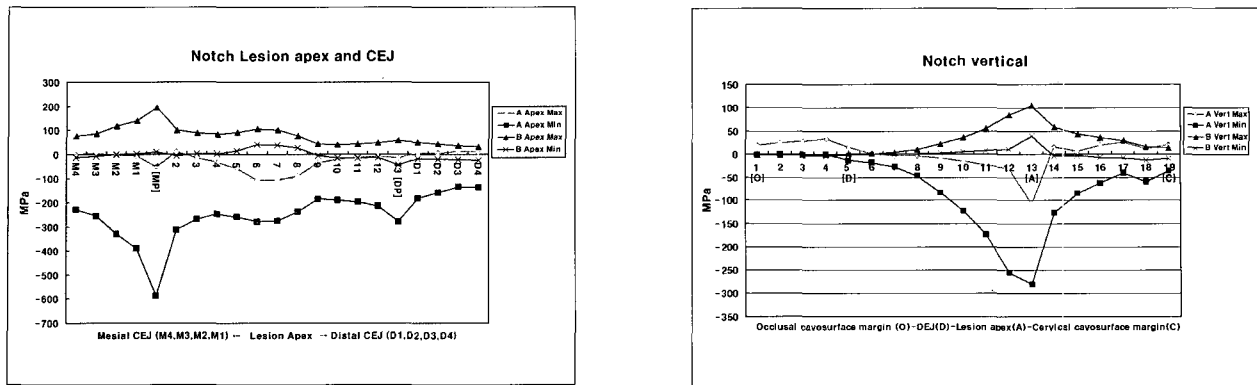 Notch Lesion apex and CEJ
300
200
100
0
-100
-200
-300
-400
-500
-600
-700
MPa
M4 M3 M2 M1 1 [MP] 2 3 4 5 6 7 8 9 10 11 12 13 [DP] D1 D2 D3 D4
A Apex Max
A Apex Min
B Apex Max
B Apex Min
Mesial CEJ (M4,M3,M2,M1) -- Lesion Apex -- Distal CEJ (D1,D2,D3,D4)
Notch vertical
150
100
50
0
-50
-100
-150
-200
-250
-300
-350
MPa
1 2 3 4 5 6 7 8 9 10 11 12 13 14 15 16 17 18 19
[O] [D] [A] [C]
A Vert Max
A Vert Min
B Vert Max
B Vert Min
Occlusal cavosurface margin (O)-DEJ(D)-Lesion apex(A)-Cervical cavosurface margin(C)